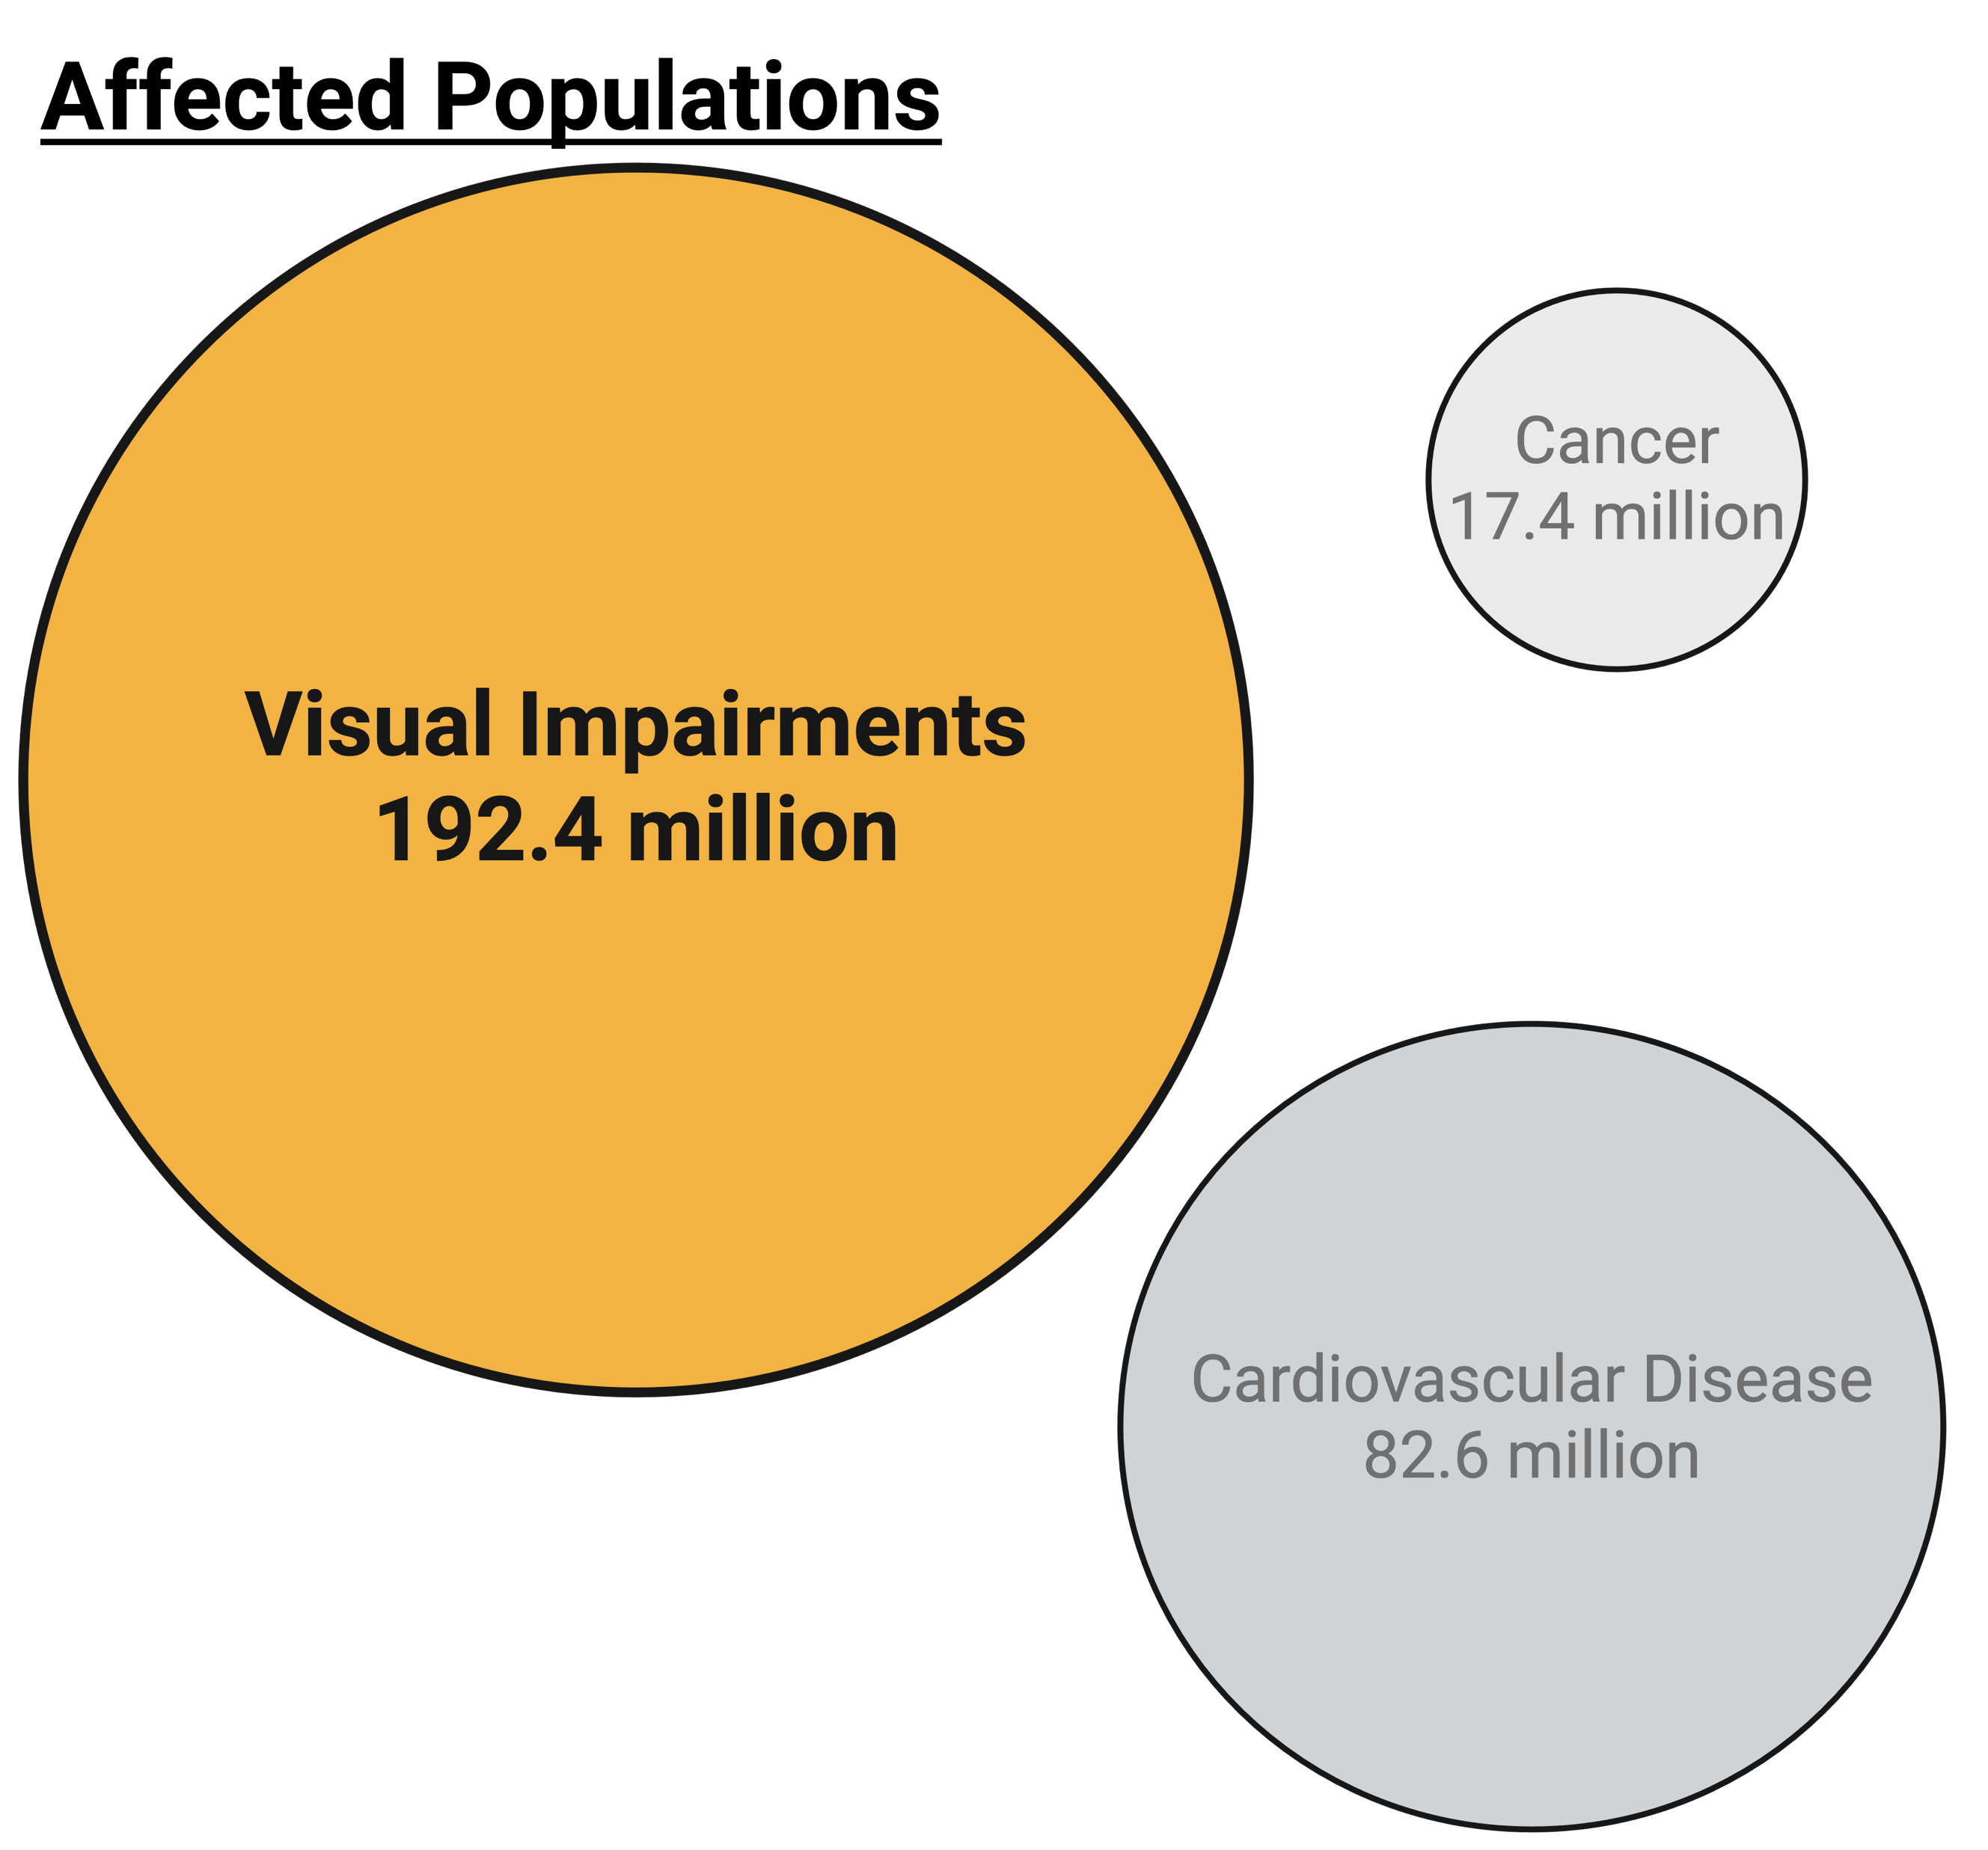 Affected Populations
Visual Impairments
192.4 million
Cancer
17.4 million
Cardiovascular Disease
82.6 million